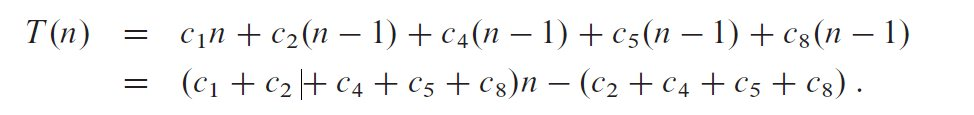 T(n) = c₁n + c₂(n − 1) + c₄(n − 1) + c₅(n − 1) + c₈(n − 1)
= (c₁ + c₂ + c₄ + c₅ + c₈)n − (c₂ + c₄ + c₅ + c₈) .